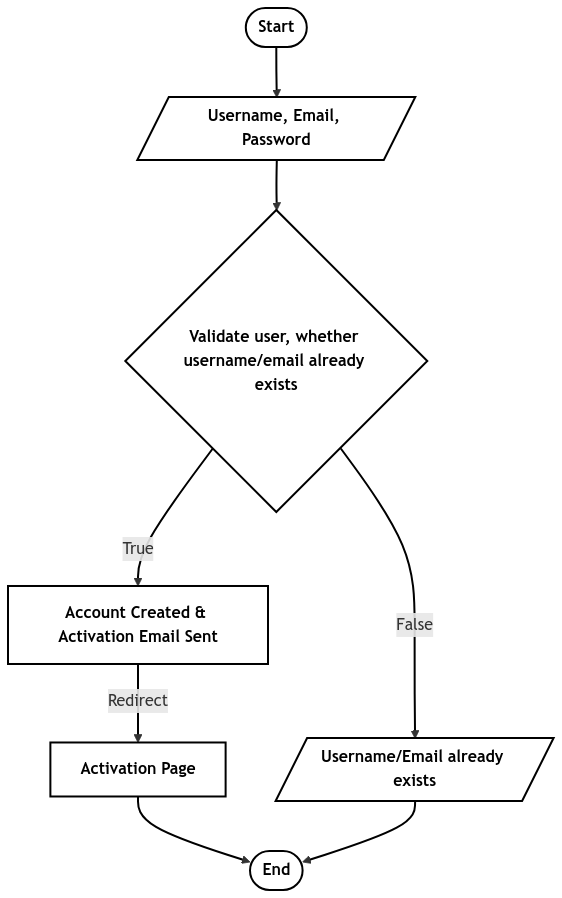 Start
Username, Email,
Password
Validate user, whether
username/email already
exists
True
Account Created &
Activation Email Sent
False
Redirect
Username/Email already
exists
Activation Page
End